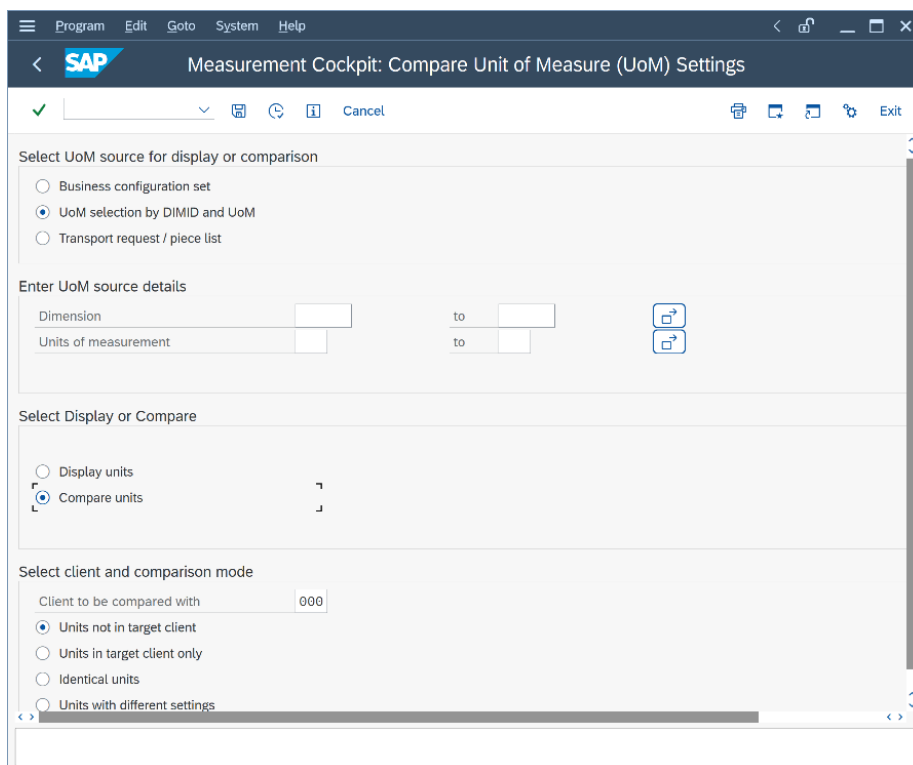 Program Edit Goto System Help
SAP Measurement Cockpit: Compare Unit of Measure (UoM) Settings
Cancel Exit
Select UoM source for display or comparison
Business configuration set
UoM selection by DIMID and UoM
Transport request / piece list
Enter UoM source details
Dimension to
Units of measurement to
Select Display or Compare
Display units
Compare units
Select client and comparison mode
Client to be compared with 000
Units not in target client
Units in target client only
Identical units
Units with different settings